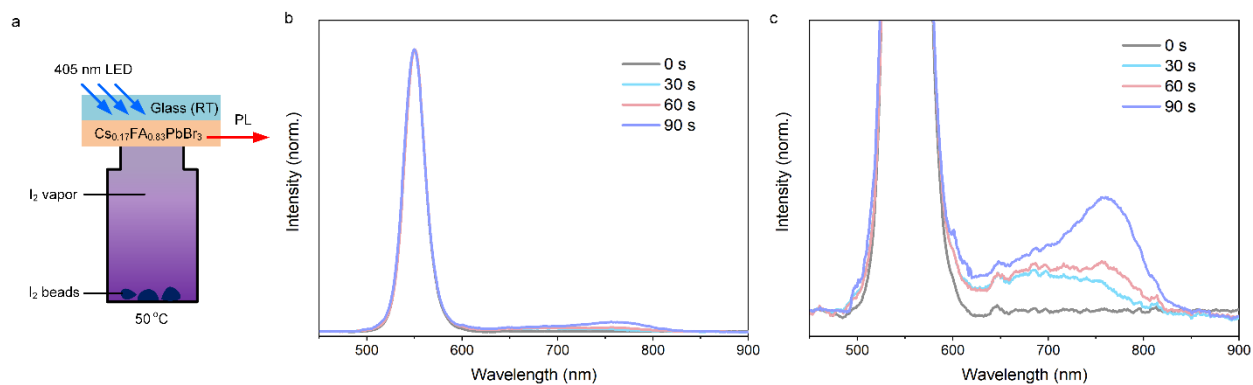 a
405 nm LED
Glass (RT)
PL
Cs0.17FA0.83PbBr3
I2 vapor
I2 beads
50 °C
b
Intensity (norm.)
0 s
30 s
60 s
90 s
500 600 700 800 900
Wavelength (nm)
c
Intensity (norm.)
0 s
30 s
60 s
90 s
500 600 700 800 900
Wavelength (nm)